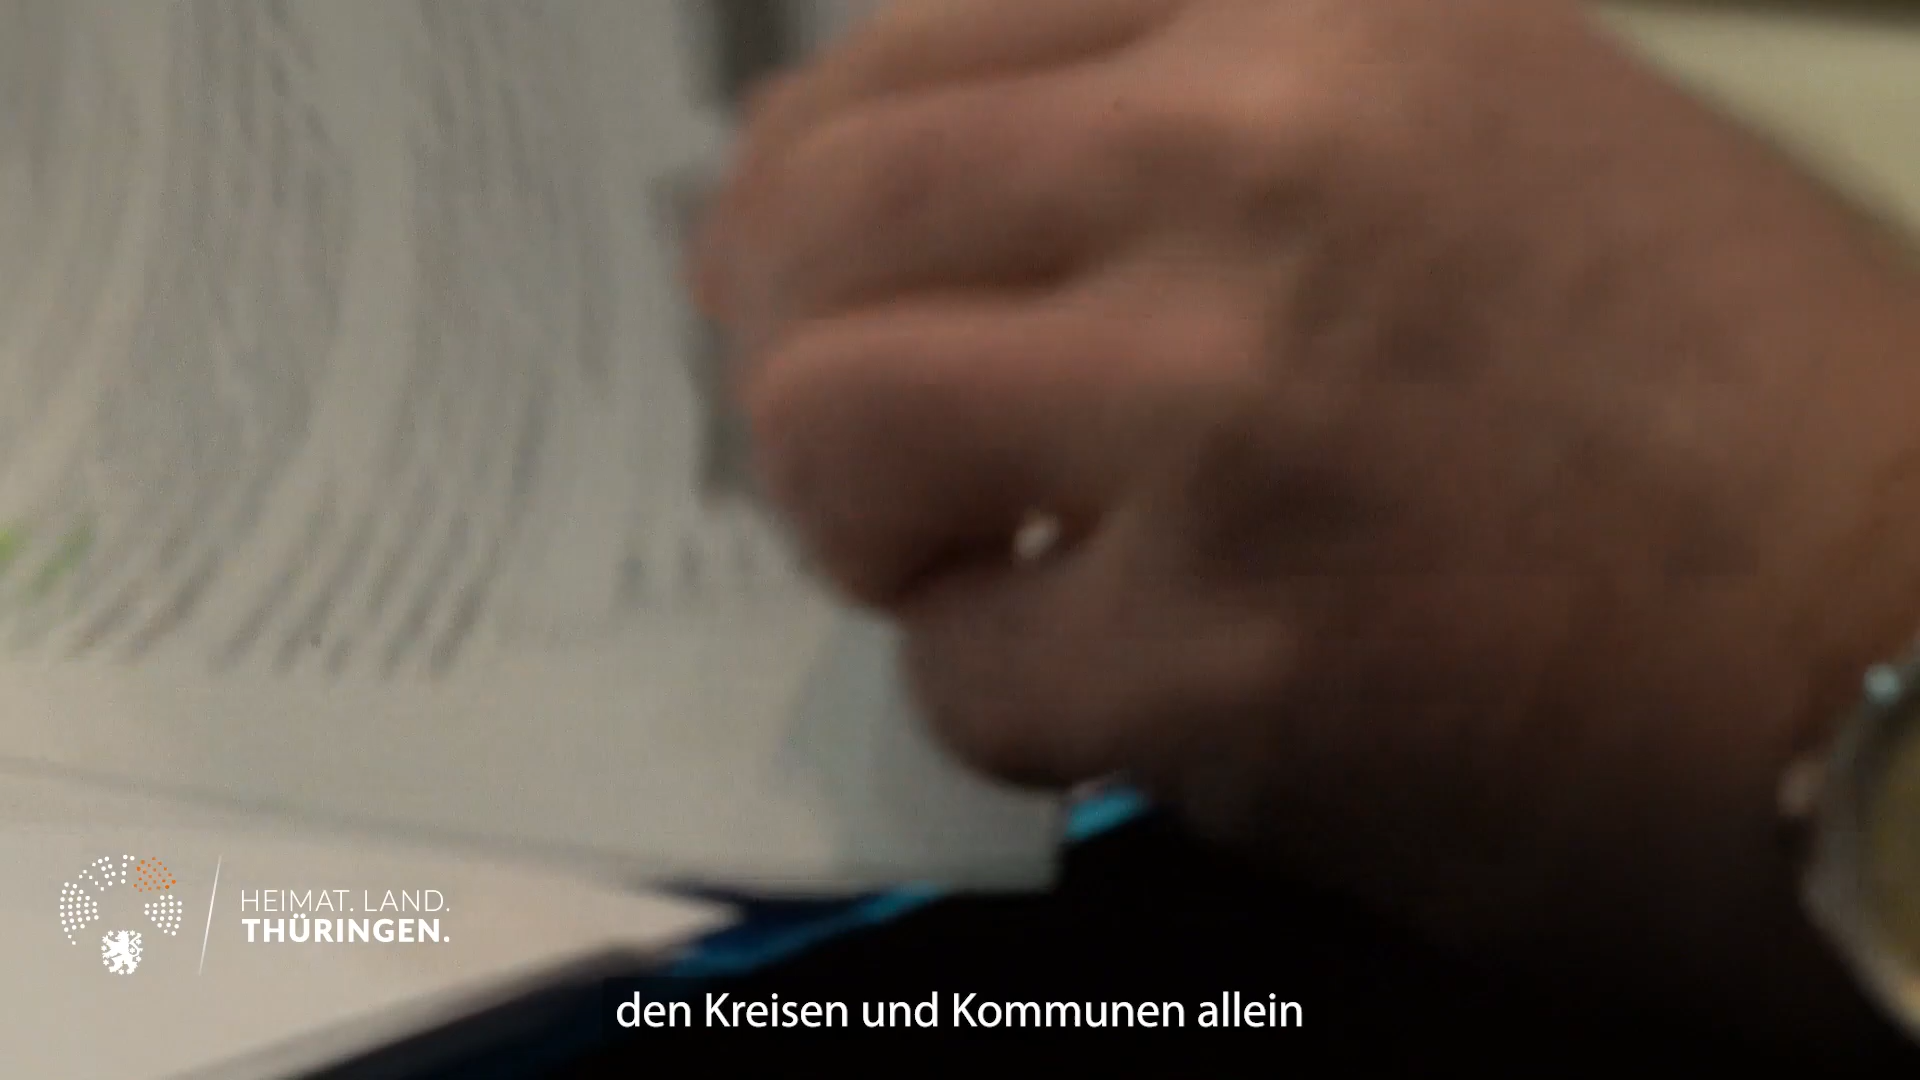 HEIMAT. LAND.
THÜRINGEN.
den Kreisen und Kommunen allein